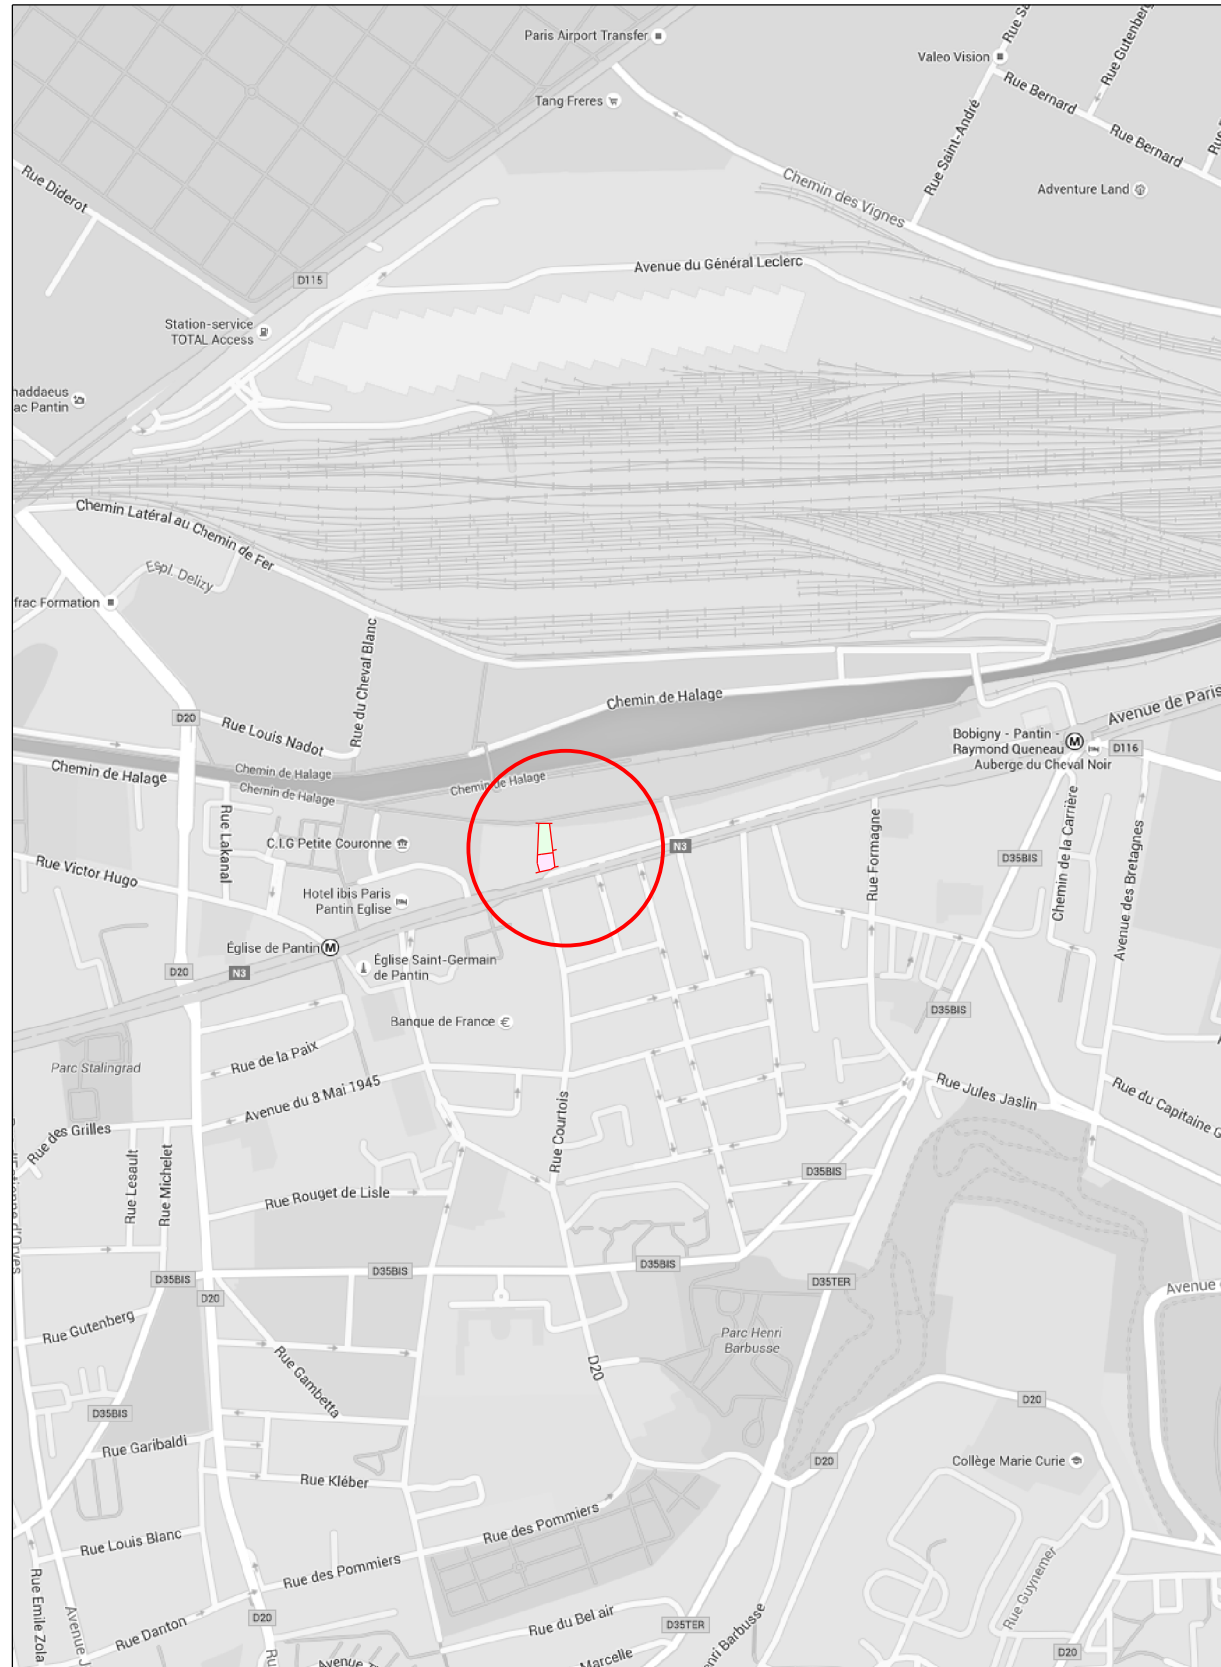 Paris Airport Transfer
Valeo Vision
Rue Gutenberg
Tang Freres
Rue Bernard
Rue Bernard
Rue Saint-André
Chemin des Vignes
Adventure Land
Rue Diderot
Avenue du Général Leclerc
D115
Station-service
TOTAL Access
haddaeus
ac Pantin
Chemin Latéral au Chemin de Fer
Espl. Delizy
frac Formation
Rue du Cheval Blanc
Chemin de Halage
Avenue de Paris
D20
Rue Louis Nadot
Bobigny - Pantin -
Raymond Queneau
Auberge du Cheval Noir
D116
Chemin de Halage
Chemin de Halage
Chemin de Halage
Chemin de Halage
Rue Lakanal
C.I.G Petite Couronne
N3
Rue Formagne
D35BIS
Chemin de la Carrière
Avenue des Bretagnes
Rue Victor Hugo
Hotel ibis Paris
Pantin Eglise
Église de Pantin
Église Saint-Germain
de Pantin
D20
N3
Banque de France
D35BIS
Parc Stalingrad
Rue de la Paix
Rue Jules Jaslin
Rue du Capitaine G
Avenue du 8 Mai 1945
Rue des Grilles
Rue Courtois
Rue Lesault
Rue Michelet
D35BIS
Rue Rouget de Lisle
tienne d'Orves
D35BIS
D35BIS
D35BIS
D35TER
D20
Avenue
Rue Gutenberg
Parc Henri
Barbusse
Rue Gambetta
D20
D20
D35BIS
Rue Garibaldi
D20
Collège Marie Curie
Rue Kléber
Rue des Pommiers
Rue Louis Blanc
Rue des Pommiers
Rue Guynemer
Rue Emile Zola
Avenue J
Rue Danton
D20
Rue du Bel air
D35TER
nri Barbusse
D20
Avenue
Marcelle